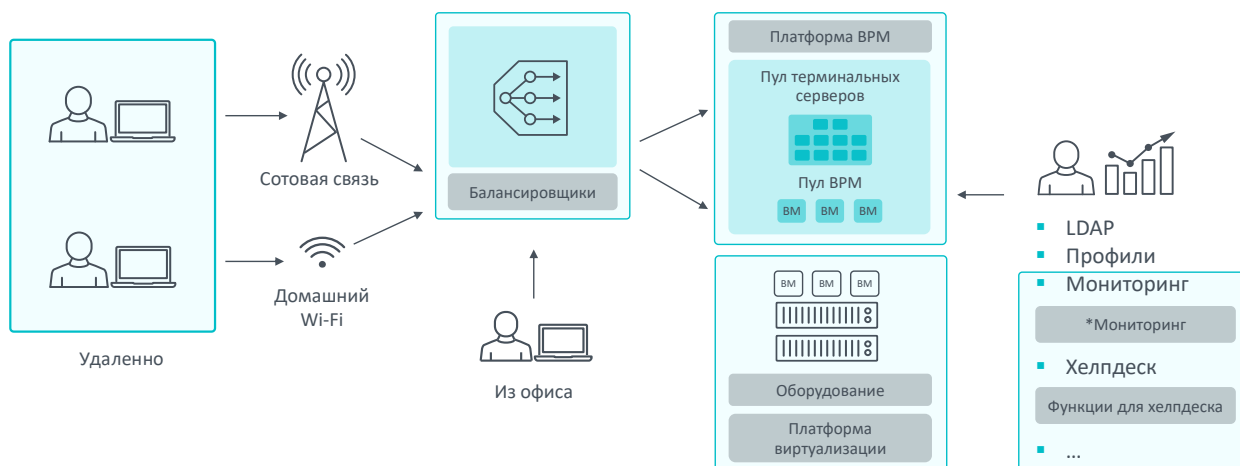 Удаленно
Сотовая связь
Домашний
Wi-Fi
Балансировщики
Из офиса
Платформа ВРМ
Пул терминальных
серверов
Пул ВРМ
ВМ ВМ ВМ
ВМ ВМ ВМ
Оборудование
Платформа
виртуализации
LDAP
Профили
Мониторинг
*Мониторинг
Хелпдеск
Функции для хелпдеска
...